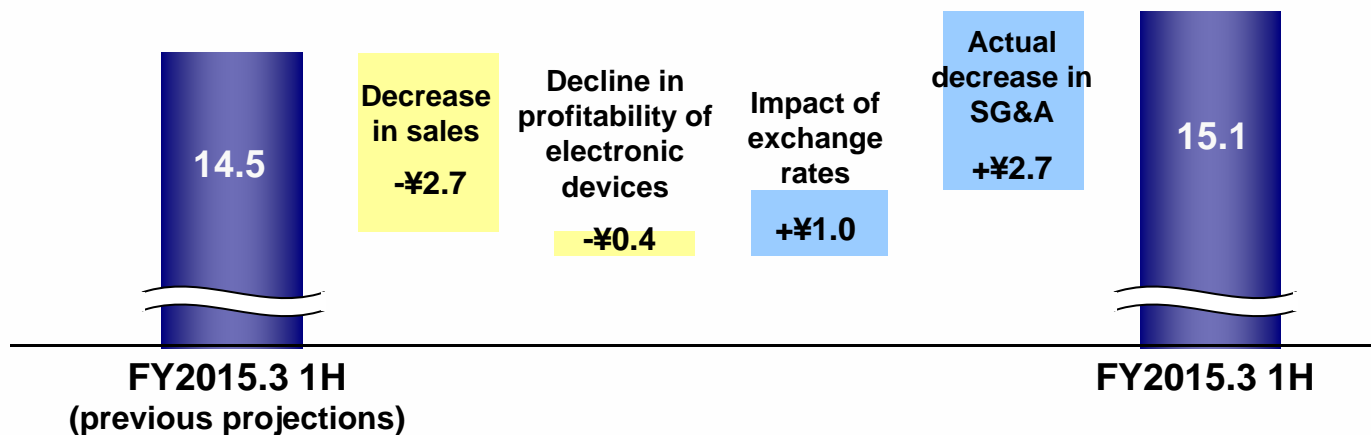 14.5
Decrease
in sales
-¥2.7
Decline in
profitability of
electronic
devices
-¥0.4
Impact of
exchange
rates
+¥1.0
Actual
decrease in
SG&A
+¥2.7
15.1
FY2015.3 1H
(previous projections)
FY2015.3 1H